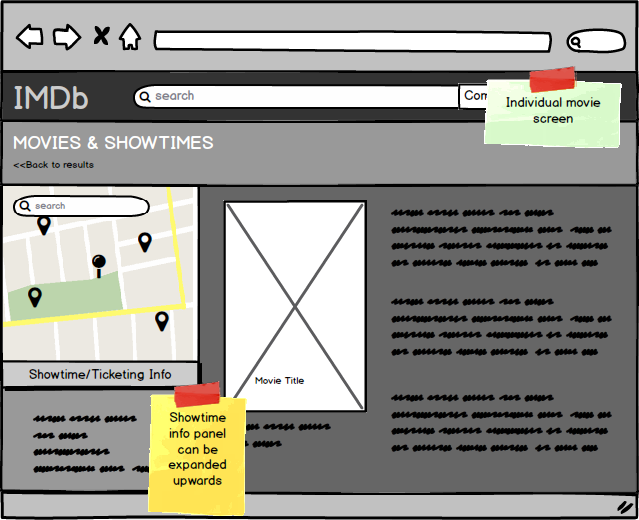 IMDb
search
Com
Individual movie
screen
MOVIES & SHOWTIMES
<<Back to results
search
Movie Title
Showtime/Ticketing Info
Showtime
info panel
can be
expanded
upwards